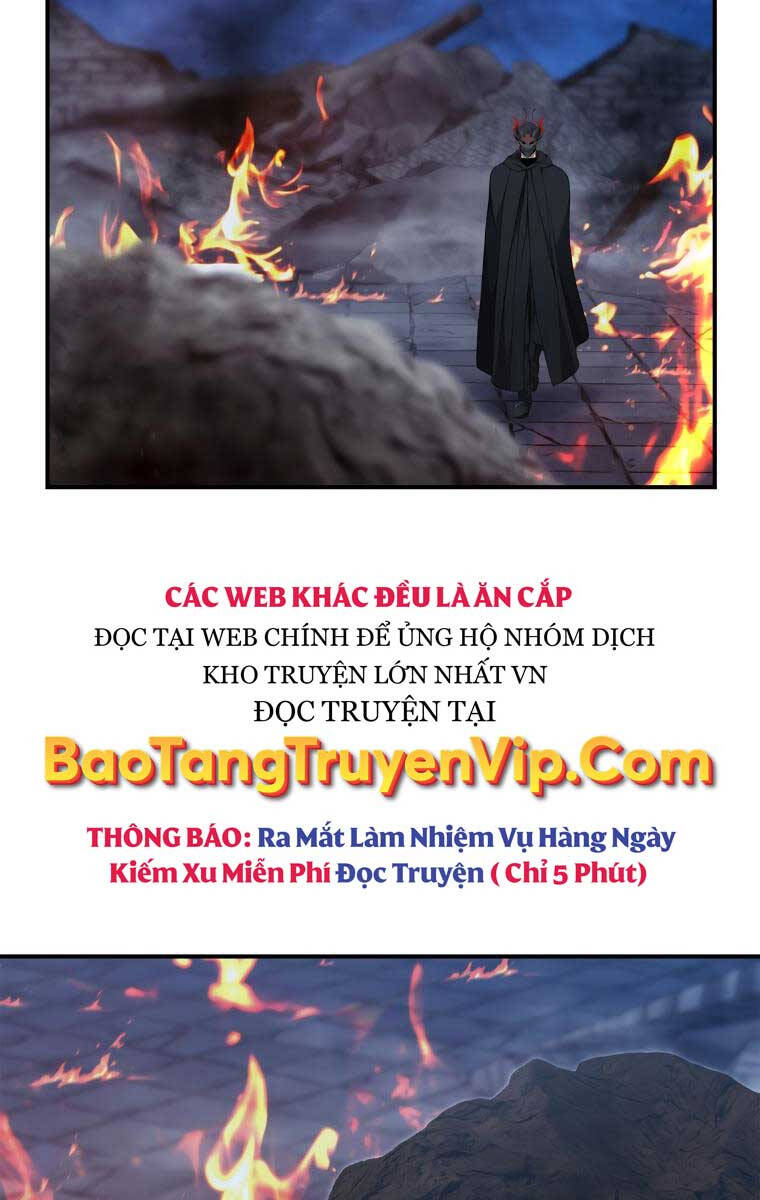 CÁC WEB KHÁC ĐỀU LÀ ĂN CẮP
ĐỌC TẠI WEB CHÍNH ĐỂ ỦNG HỘ NHÓM DỊCH
KHO TRUYỆN LỚN NHẤT VN
ĐỌC TRUYỆN TẠI
BaoTangTruyenVip.Com
THÔNG BÁO: Ra Mắt Làm Nhiệm Vụ Hàng Ngày
Kiếm Xu Miễn Phí Đọc Truyện ( Chỉ 5 Phút)